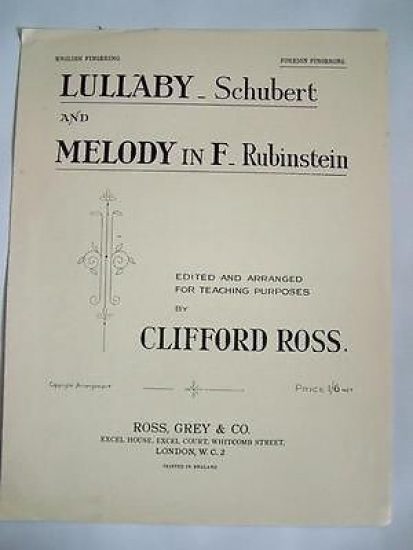 ENGLISH FINGERING
FOREIGN FINGERING
LULLABY - Schubert
AND
MELODY IN F - Rubinstein
EDITED AND ARRANGED
FOR TEACHING PURPOSES
BY
CLIFFORD ROSS.
Copyright Arrangement
PRICE 1/6 NET
ROSS, GREY & CO.
EXCEL HOUSE, EXCEL COURT, WHITCOMB STREET,
LONDON, W.C. 2
PRINTED IN ENGLAND